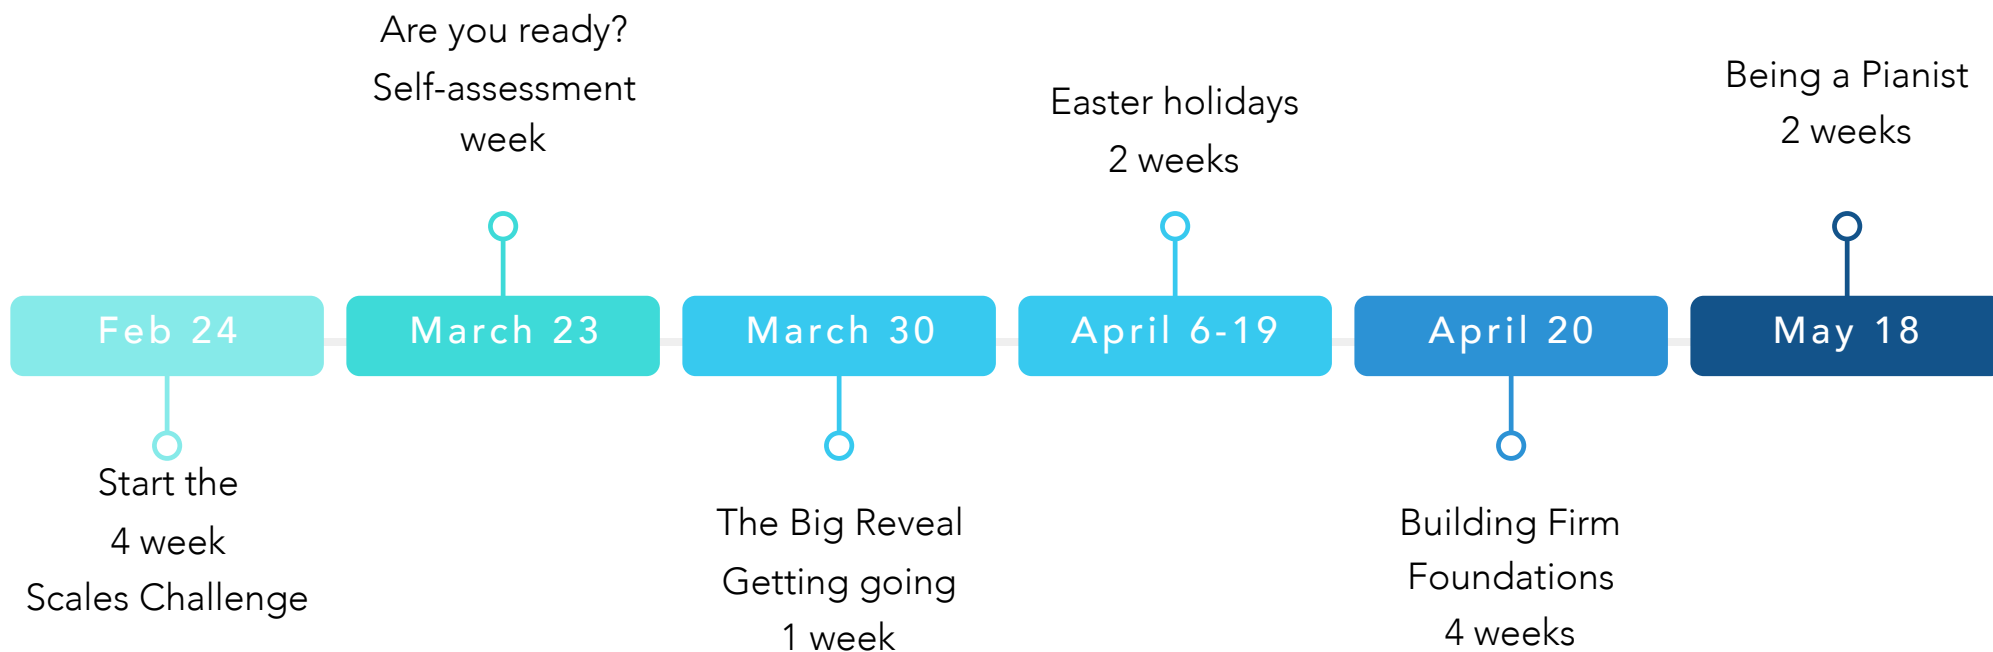 Are you ready?
Self-assessment
week
Easter holidays
2 weeks
Being a Pianist
2 weeks
Feb 24
March 23
March 30
April 6-19
April 20
May 18
Start the
4 week
Scales Challenge
The Big Reveal
Getting going
1 week
Building Firm
Foundations
4 weeks